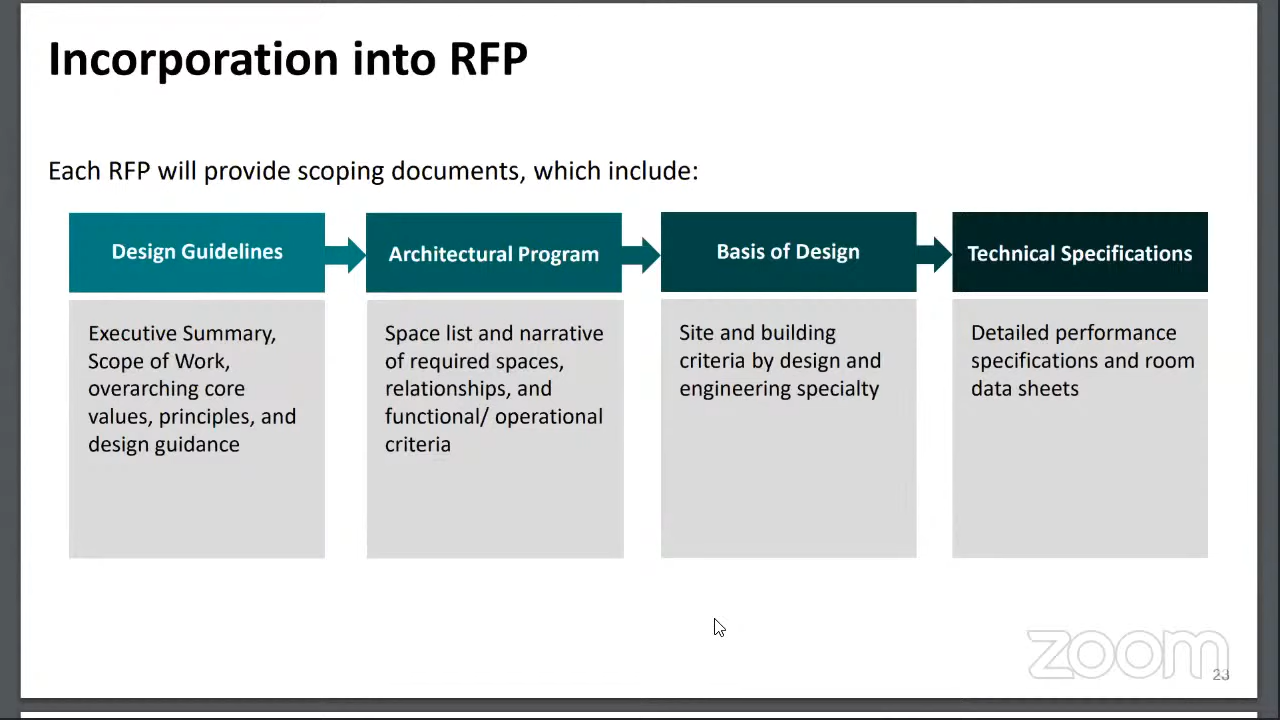 Incorporation into RFP
Each RFP will provide scoping documents, which include:
Design Guidelines
Executive Summary,
Scope of Work,
overarching core
values, principles, and
design guidance
Architectural Program
Space list and narrative
of required spaces,
relationships, and
functional/ operational
criteria
Basis of Design
Site and building
criteria by design and
engineering specialty
Technical Specifications
Detailed performance
specifications and room
data sheets
zoom
23